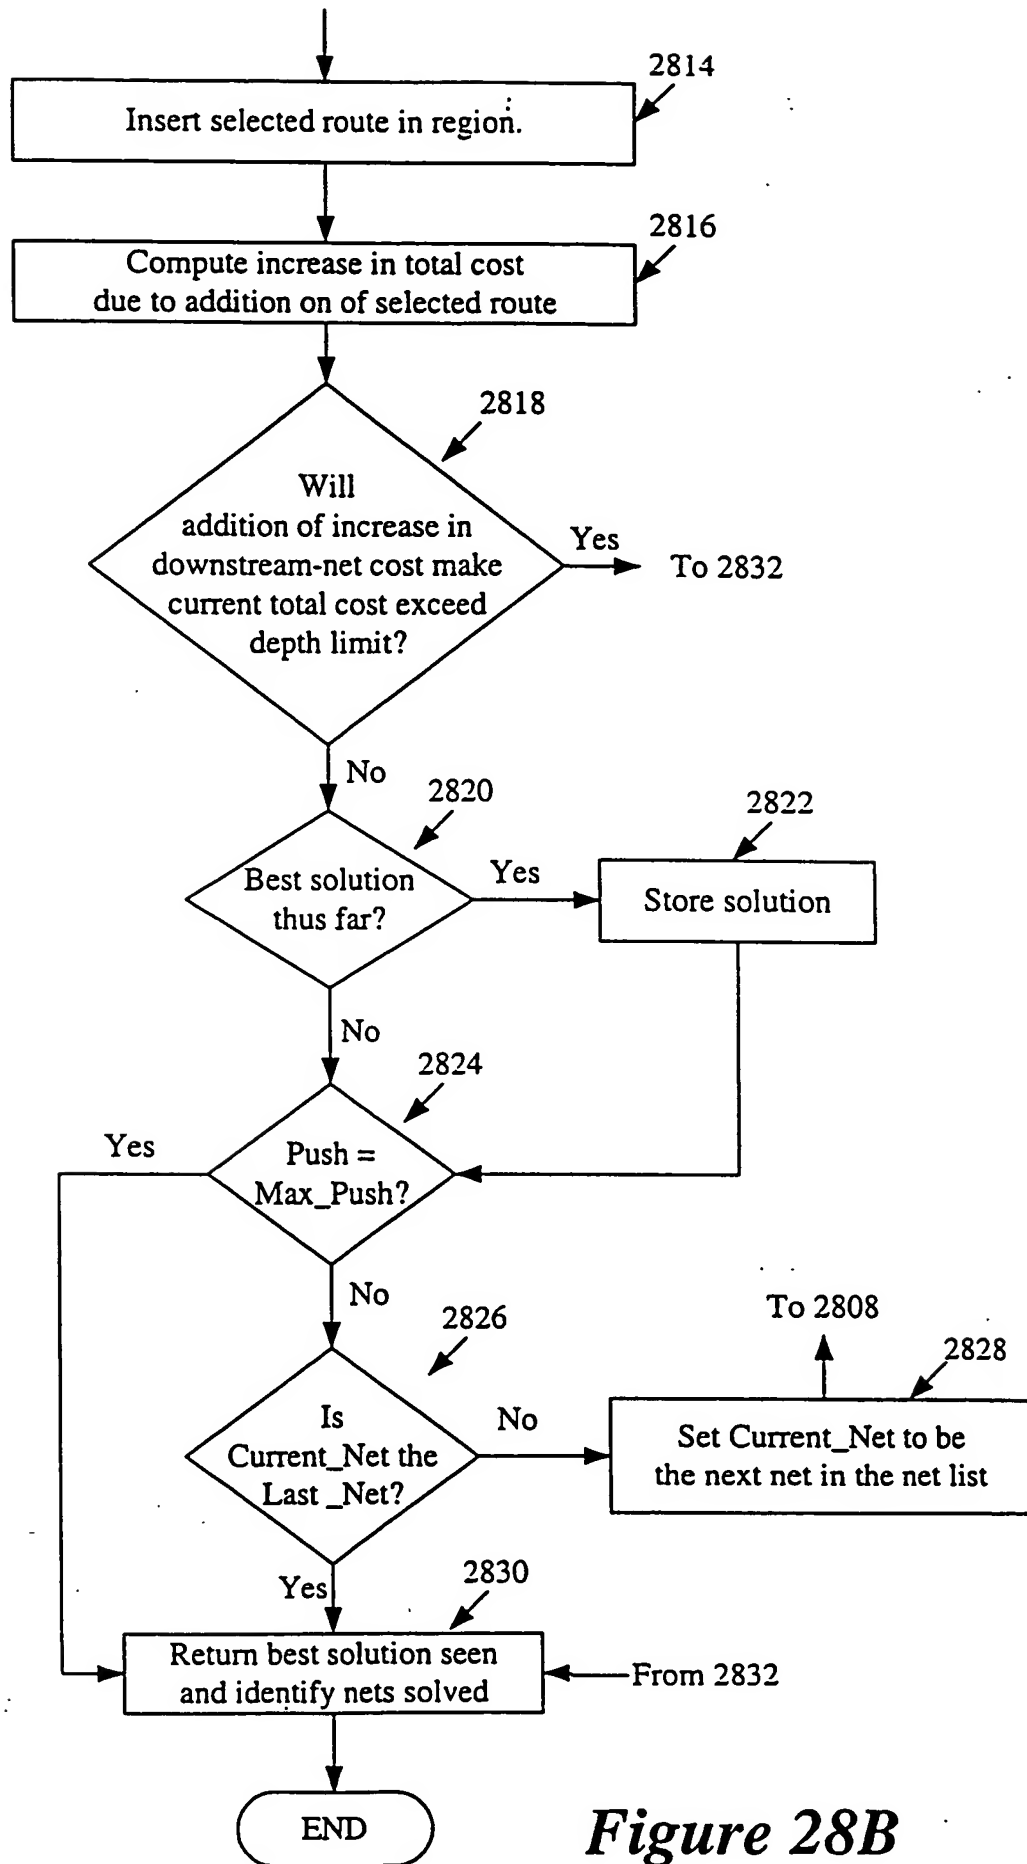 2814
Insert selected route in region.
2816
Compute increase in total cost
due to addition on of selected route
2818
Will
addition of increase in
downstream-net cost make
current total cost exceed
depth limit?
Yes
To 2832
No
2820
2822
Best solution
thus far?
Yes
Store solution
No
2824
Yes
Push =
Max_Push?
No
2826
To 2808
2828
Is
Current_Net the
Last _Net?
No
Set Current_Net to be
the next net in the net list
Yes
2830
Return best solution seen
and identify nets solved
From 2832
END
Figure 28B